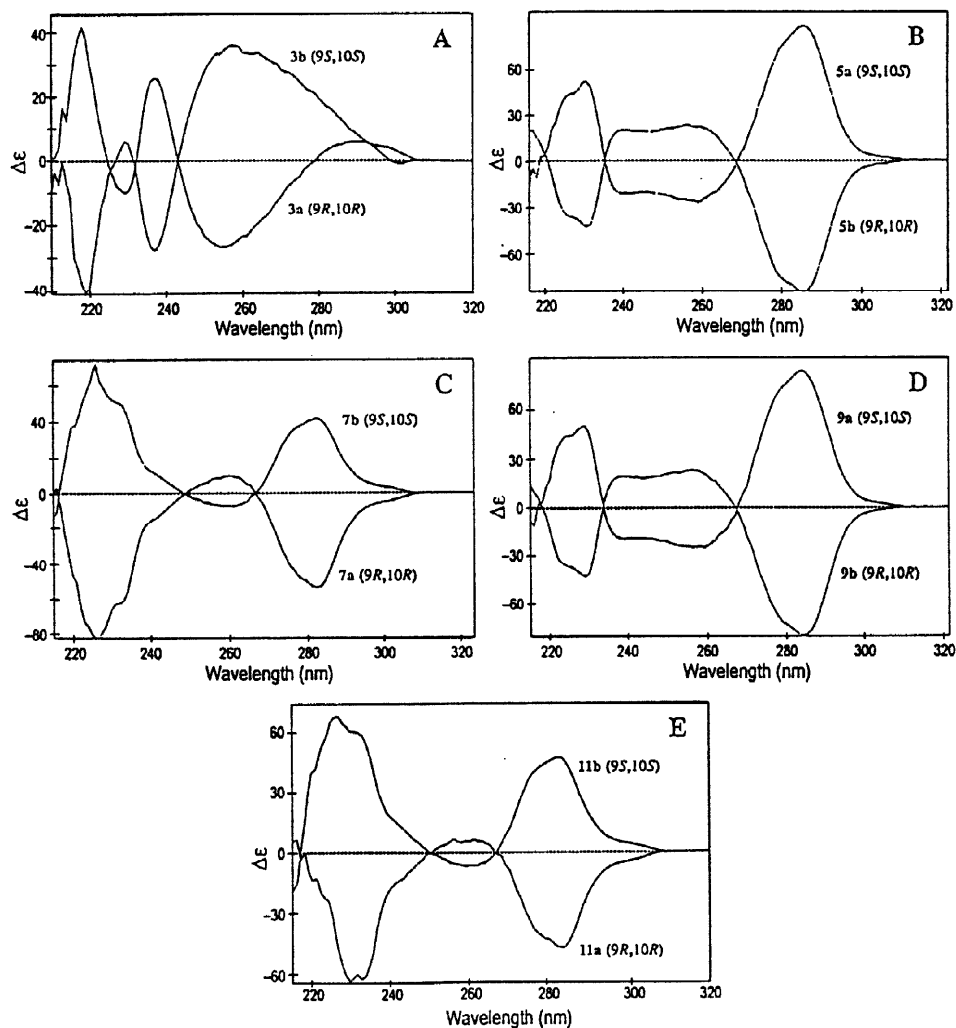 A
40
20
0
-20
-40
Δε
3b (9S,10S)
3a (9R,10R)
220 240 260 280 300 320
Wavelength (nm)
B
60
30
0
-30
-60
Δε
5a (9S,10S)
5b (9R,10R)
220 240 260 280 300 320
Wavelength (nm)
C
40
0
-40
-80
Δε
7b (9S,10S)
7a (9R,10R)
220 240 260 280 300 320
Wavelength (nm)
D
60
30
0
-30
-60
Δε
9a (9S,10S)
9b (9R,10R)
220 240 260 280 300 320
Wavelength (nm)
E
60
30
0
-30
-60
Δε
11b (9S,10S)
11a (9R,10R)
220 240 260 280 300 320
Wavelength (nm)